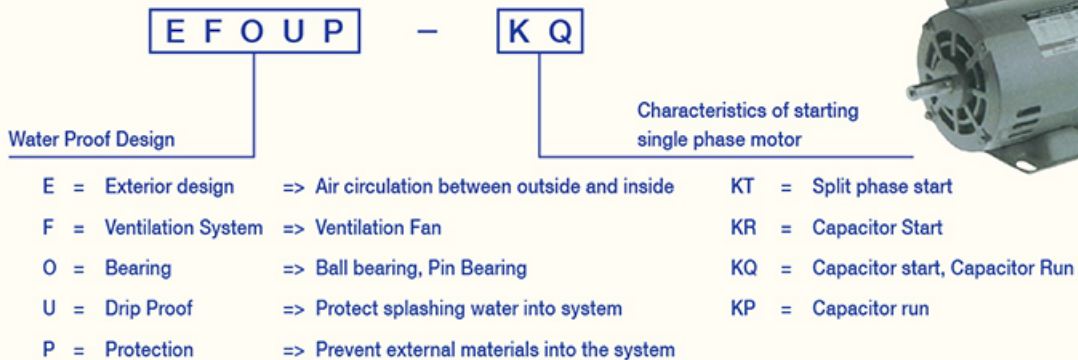 E F O U P – K Q
Characteristics of starting
single phase motor
Water Proof Design
E = Exterior design => Air circulation between outside and inside KT = Split phase start
F = Ventilation System => Ventilation Fan KR = Capacitor Start
O = Bearing => Ball bearing, Pin Bearing KQ = Capacitor start, Capacitor Run
U = Drip Proof => Protect splashing water into system KP = Capacitor run
P = Protection => Prevent external materials into the system